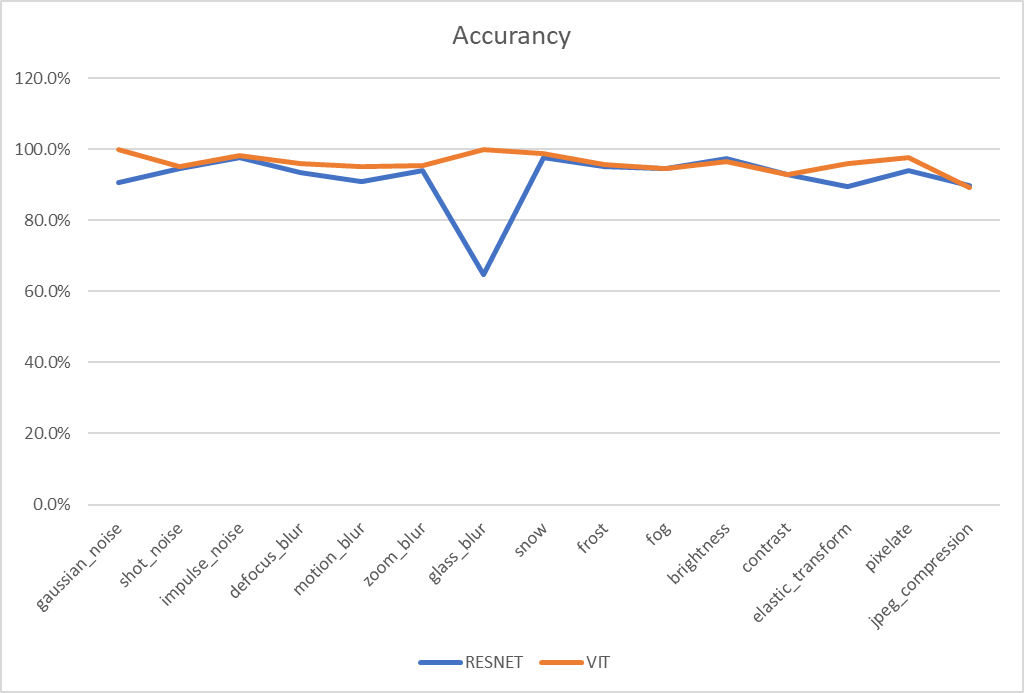 Accurancy
120.0%
100.0%
80.0%
60.0%
40.0%
20.0%
0.0%
gaussian_noise
shot_noise
impulse_noise
defocus_blur
motion_blur
zoom_blur
glass_blur
snow
frost
fog
brightness
contrast
elastic_transform
pixelate
jpeg_compression
RESNET
VIT